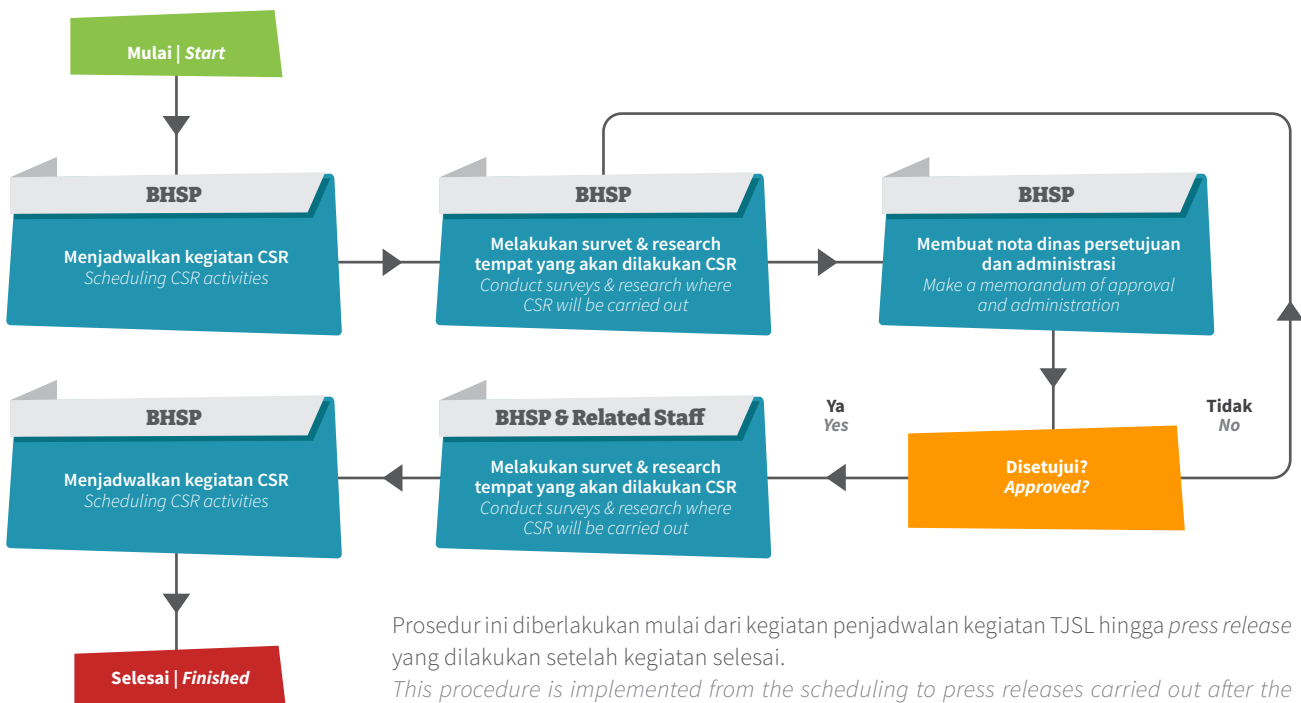 Mulai | Start
BHSP
Menjadwalkan kegiatan CSR
Scheduling CSR activities
BHSP
Melakukan survet & research
tempat yang akan dilakukan CSR
Conduct surveys & research where
CSR will be carried out
BHSP
Membuat nota dinas persetujuan
dan administrasi
Make a memorandum of approval
and administration
Disetujui?
Approved?
Ya
Yes
Tidak
No
BHSP & Related Staff
Melakukan survet & research
tempat yang akan dilakukan CSR
Conduct surveys & research where
CSR will be carried out
BHSP
Menjadwalkan kegiatan CSR
Scheduling CSR activities
Selesai | Finished
Prosedur ini diberlakukan mulai dari kegiatan penjadwalan kegiatan TJSL hingga press release
yang dilakukan setelah kegiatan selesai.
This procedure is implemented from the scheduling to press releases carried out after the